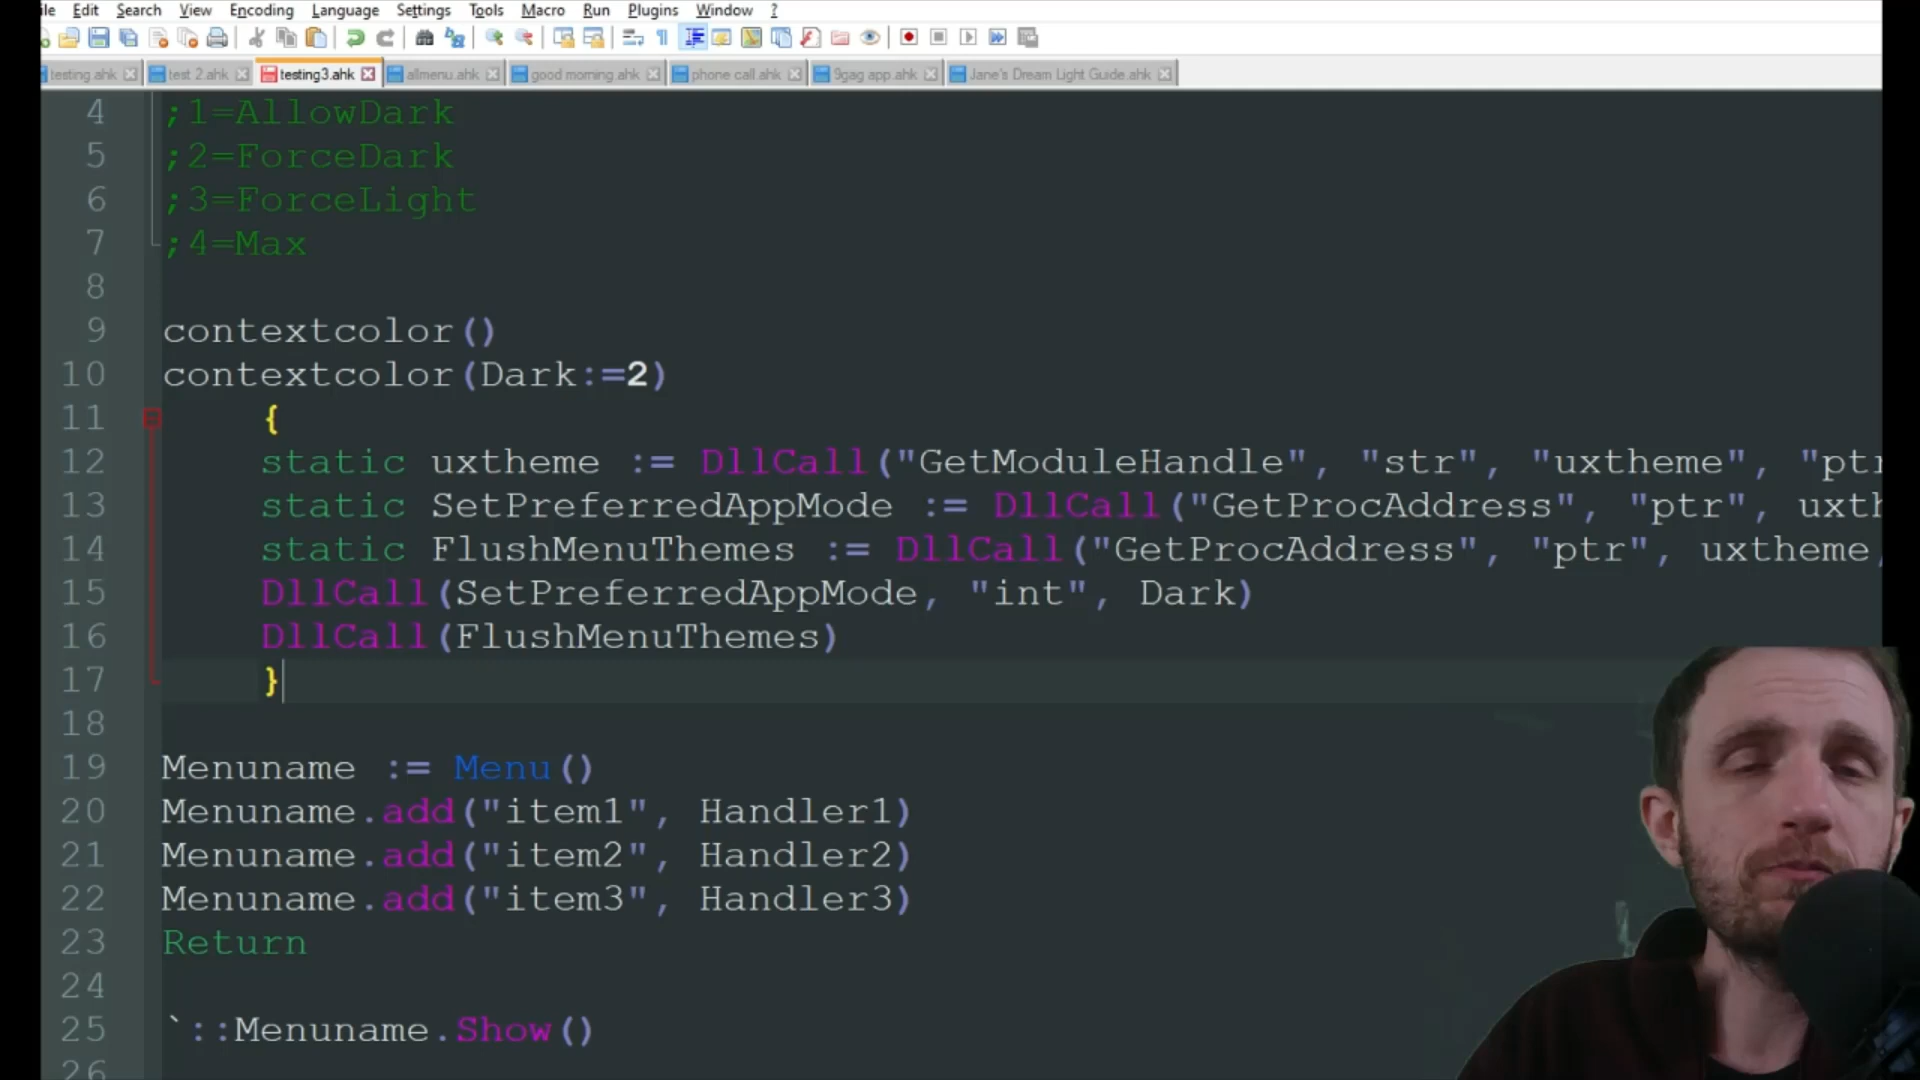 ile Edit Search View Encoding Language Settings Tools Macro Run Plugins Window ?
testing.ahk test 2.ahk testing3.ahk allmenu.ahk good morning.ahk phone call.ahk 9gag app.ahk Jane's Dream Light Guide.ahk
4 ;1=AllowDark
5 ;2=ForceDark
6 ;3=ForceLight
7 ;4=Max
8
9 contextcolor()
10 contextcolor(Dark:=2)
11 {
12 static uxtheme := DllCall("GetModuleHandle", "str", "uxtheme", "ptr
13 static SetPreferredAppMode := DllCall("GetProcAddress", "ptr", uxth
14 static FlushMenuThemes := DllCall("GetProcAddress", "ptr", uxtheme,
15 DllCall(SetPreferredAppMode, "int", Dark)
16 DllCall(FlushMenuThemes)
17 }
18
19 Menuname := Menu()
20 Menuname.add("item1", Handler1)
21 Menuname.add("item2", Handler2)
22 Menuname.add("item3", Handler3)
23 Return
24
25 `::Menuname.Show()
26